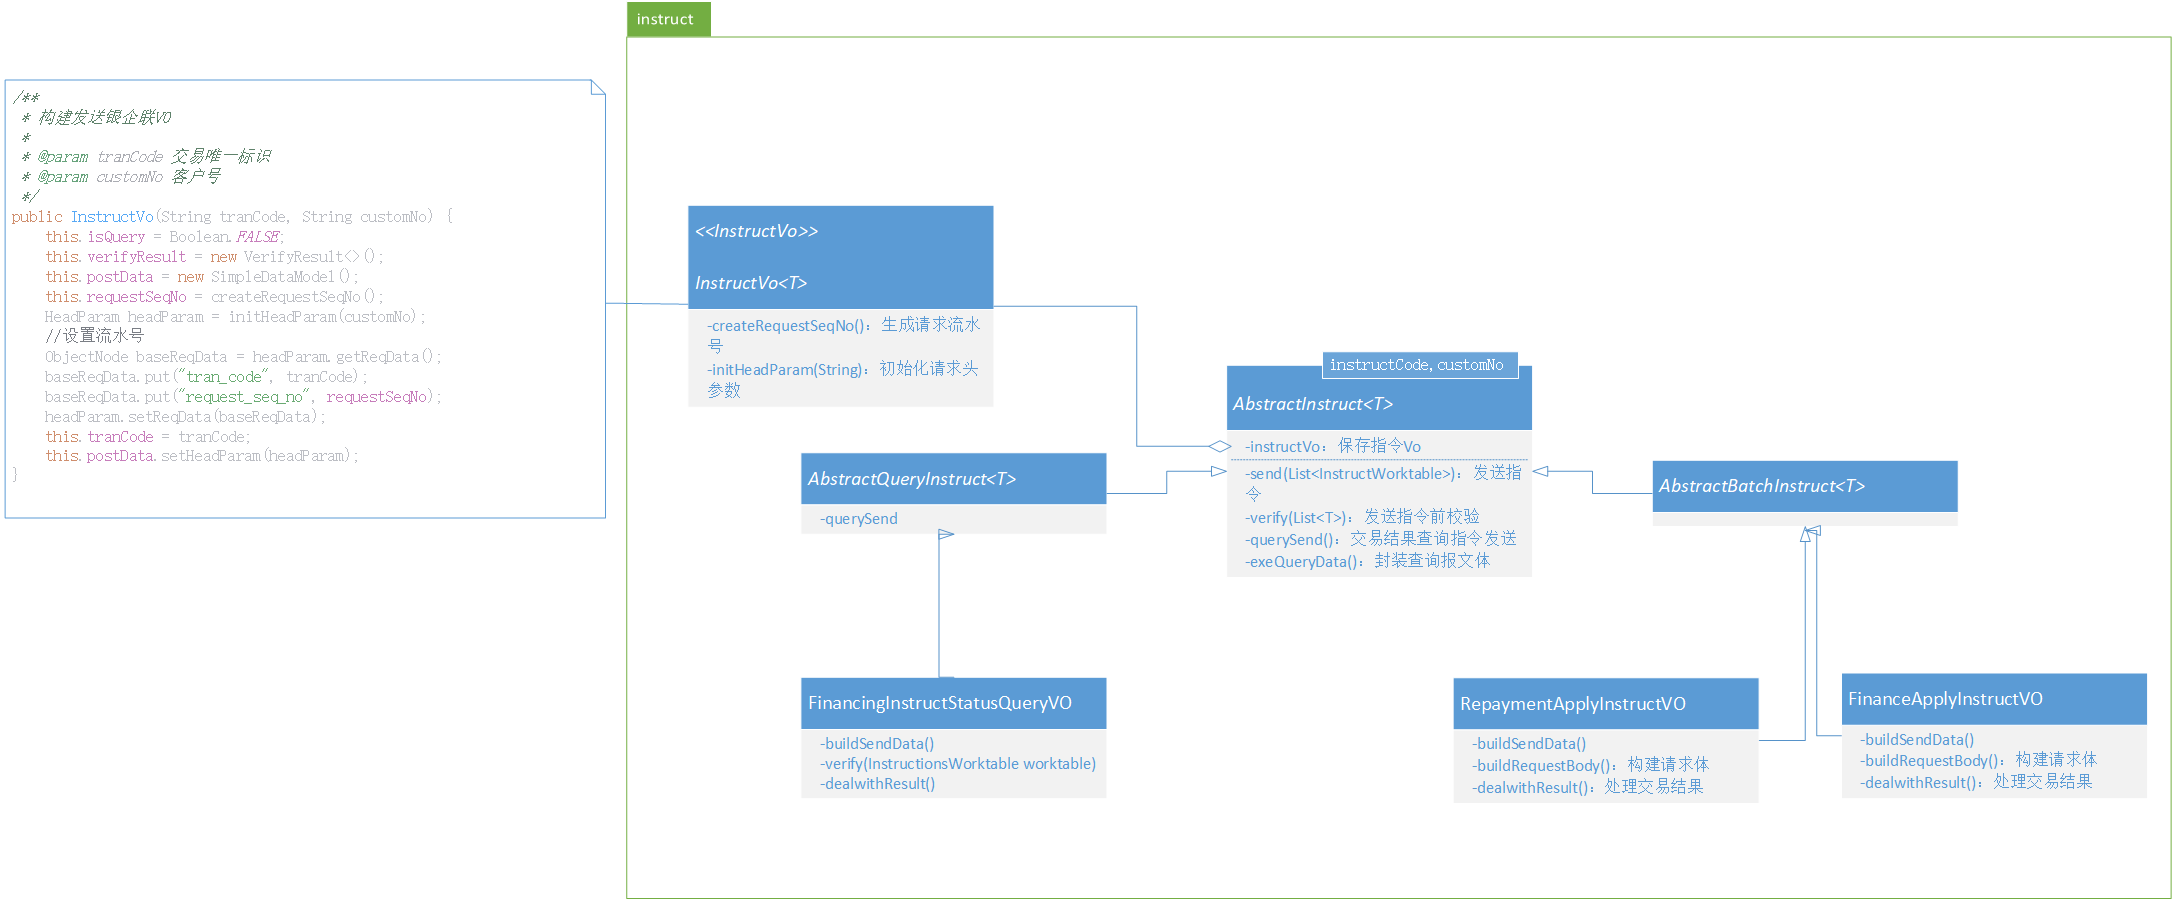 instruct
/**
 * 构建发送银企联VO
 *
 * @param tranCode 交易唯一标识
 * @param customNo 客户号
 */
public InstructVo(String tranCode, String customNo) {
    this.isQuery = Boolean.FALSE;
    this.verifyResult = new VerifyResult<>();
    this.postData = new SimpleDataModel();
    this.requestSeqNo = createRequestSeqNo();
    HeadParam headParam = initHeadParam(customNo);
    //设置流水号
    ObjectNode baseReqData = headParam.getReqData();
    baseReqData.put("tran_code", tranCode);
    baseReqData.put("request_seq_no", requestSeqNo);
    headParam.setReqData(baseReqData);
    this.tranCode = tranCode;
    this.postData.setHeadParam(headParam);
}
<<InstructVo>>
InstructVo<T>
-createRequestSeqNo()：生成请求流水
号
-initHeadParam(String)：初始化请求头
参数
instructCode,customNo
AbstractInstruct<T>
-instructVo：保存指令Vo
-send(List<InstructWorktable>)：发送指
令
-verify(List<T>)：发送指令前校验
-querySend()：交易结果查询指令发送
-exeQueryData()：封装查询报文体
AbstractQueryInstruct<T>
-querySend
AbstractBatchInstruct<T>
FinancingInstructStatusQueryVO
-buildSendData()
-verify(InstructionsWorktable worktable)
-dealwithResult()
RepaymentApplyInstructVO
-buildSendData()
-buildRequestBody()：构建请求体
-dealwithResult()：处理交易结果
FinanceApplyInstructVO
-buildSendData()
-buildRequestBody()：构建请求体
-dealwithResult()：处理交易结果